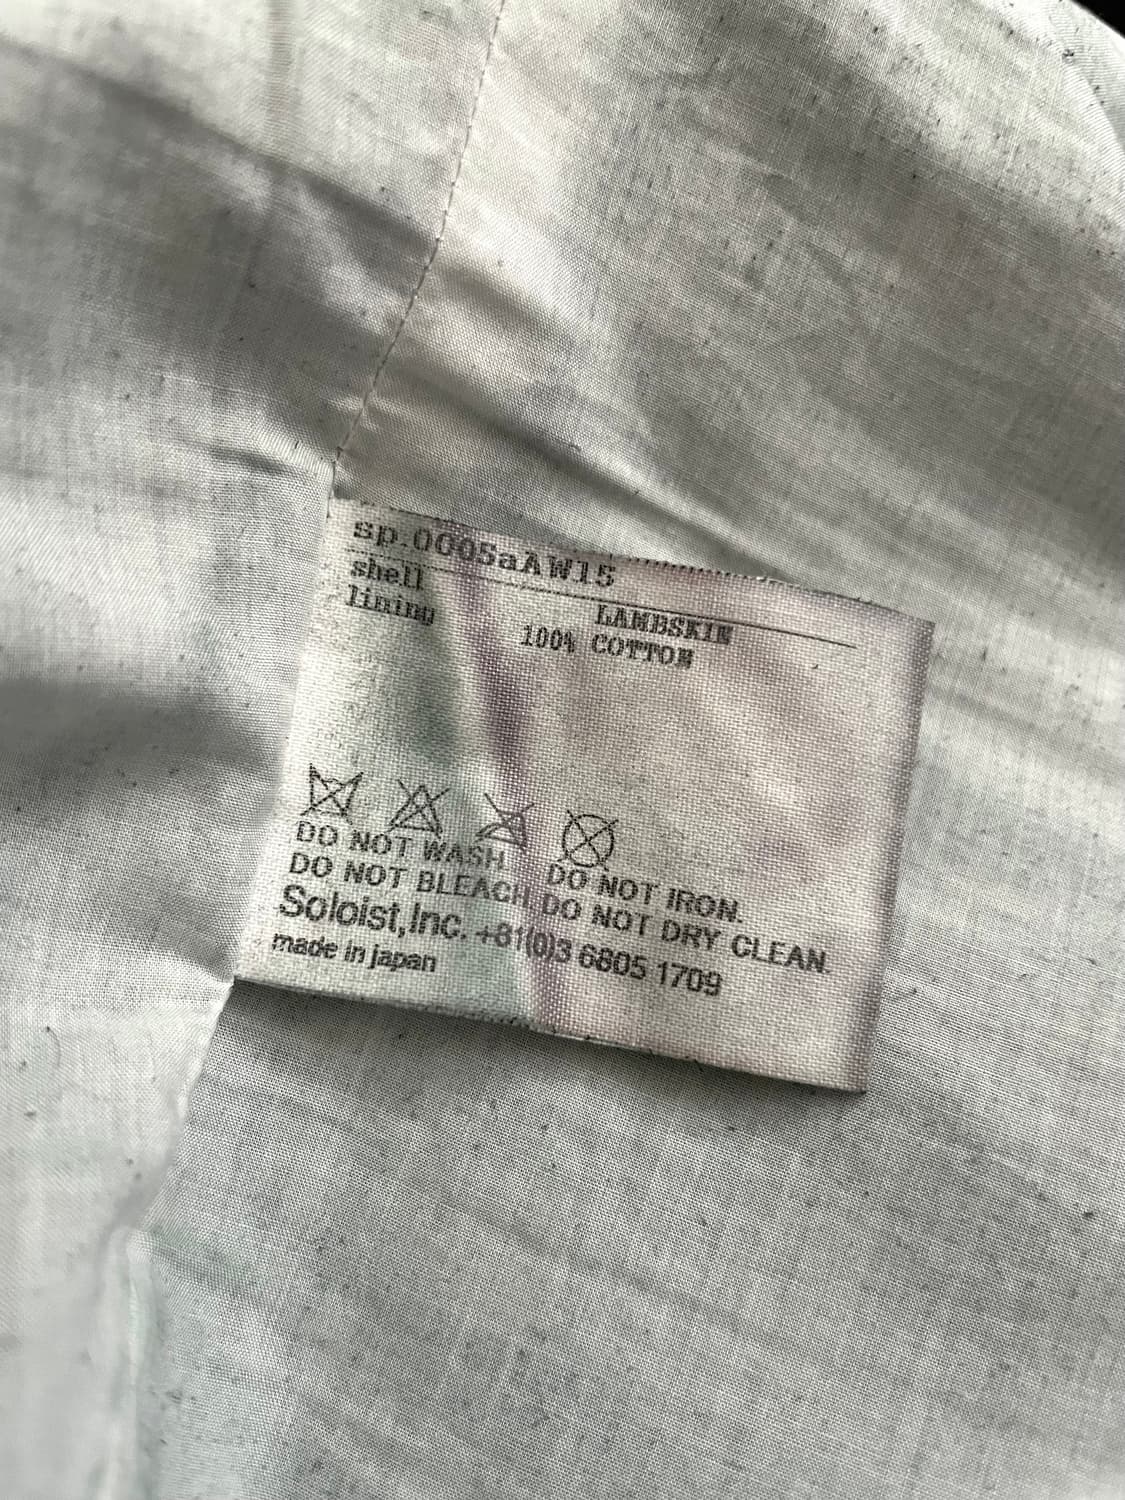 sp.0005aAW15
shell LAMBSKIN
lining 100% COTTON
DO NOT WASH. DO NOT IRON.
DO NOT BLEACH. DO NOT DRY CLEAN.
Soloist,Inc. +81(0)3 6805 1709
made in japan